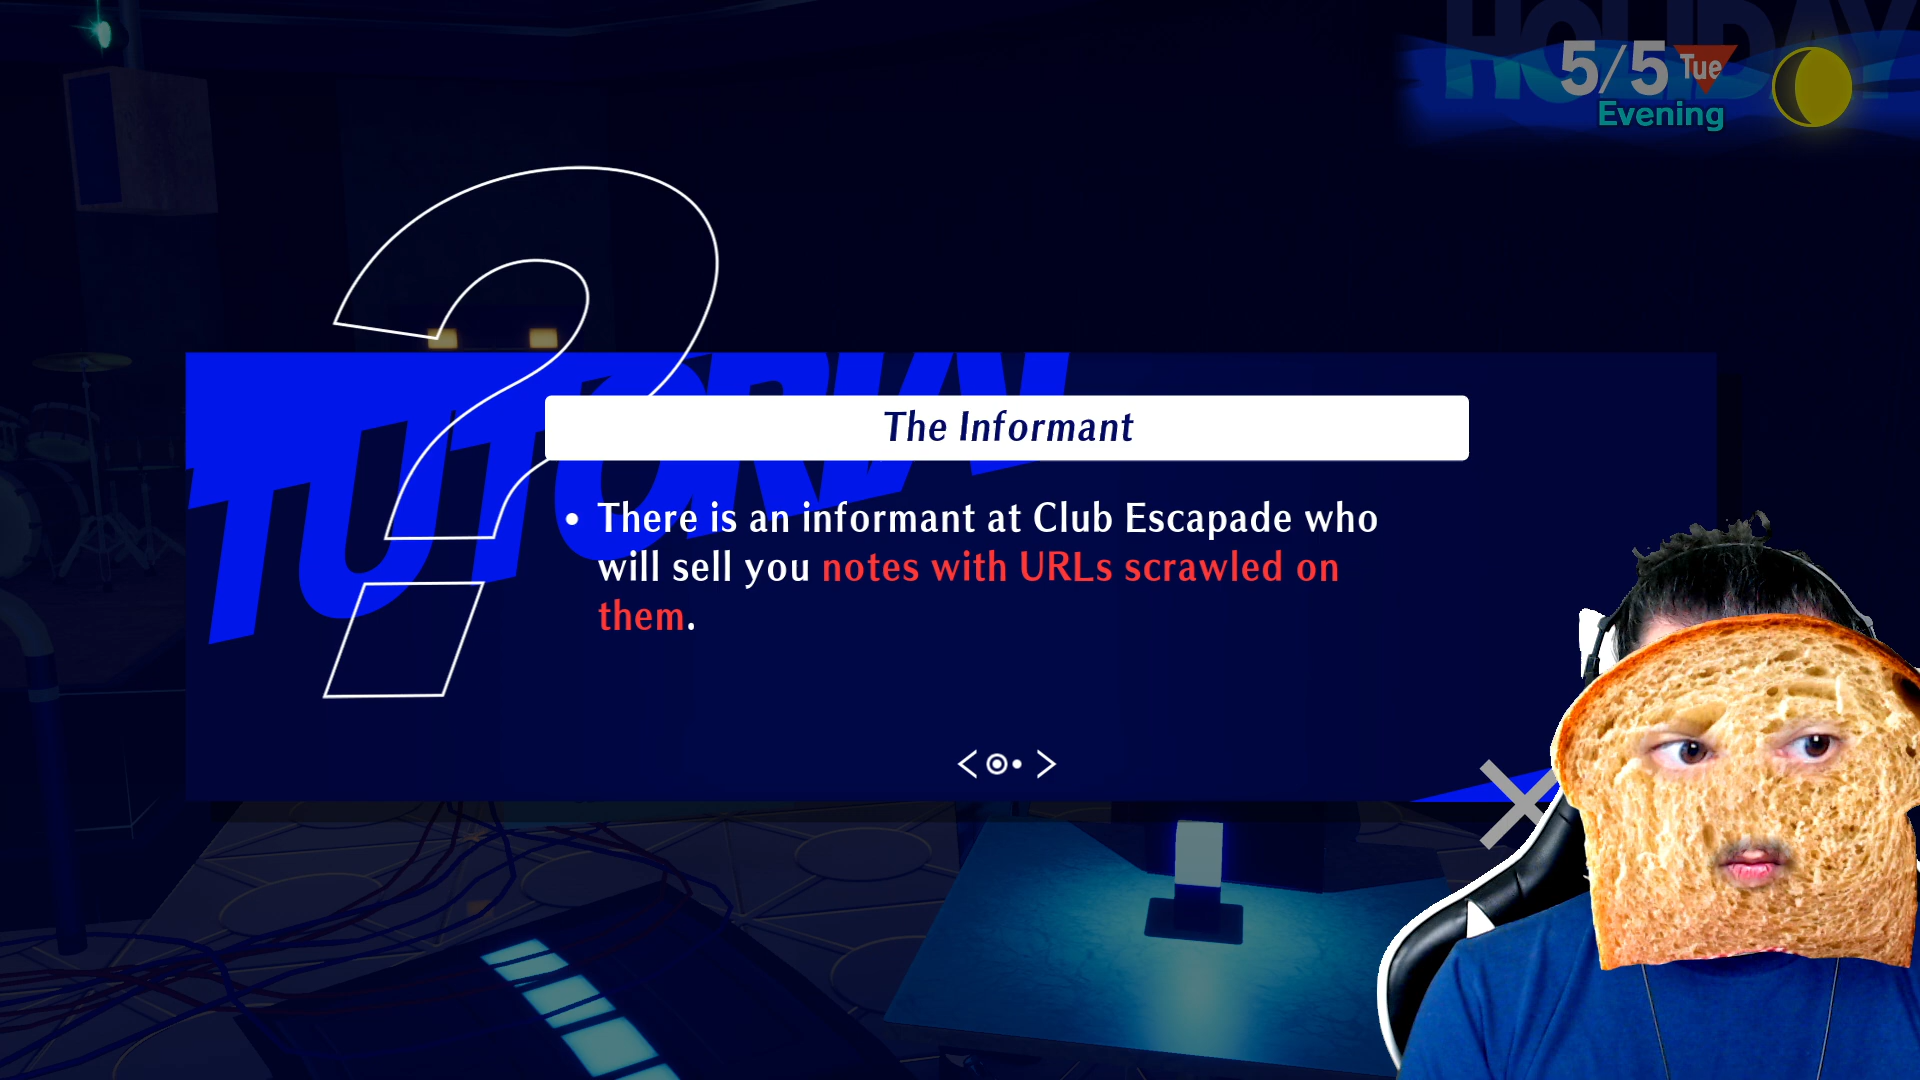 HOLIDAY
5/5 Tue
Evening
TUTORIAL
The Informant
• There is an informant at Club Escapade who
will sell you notes with URLs scrawled on
them.